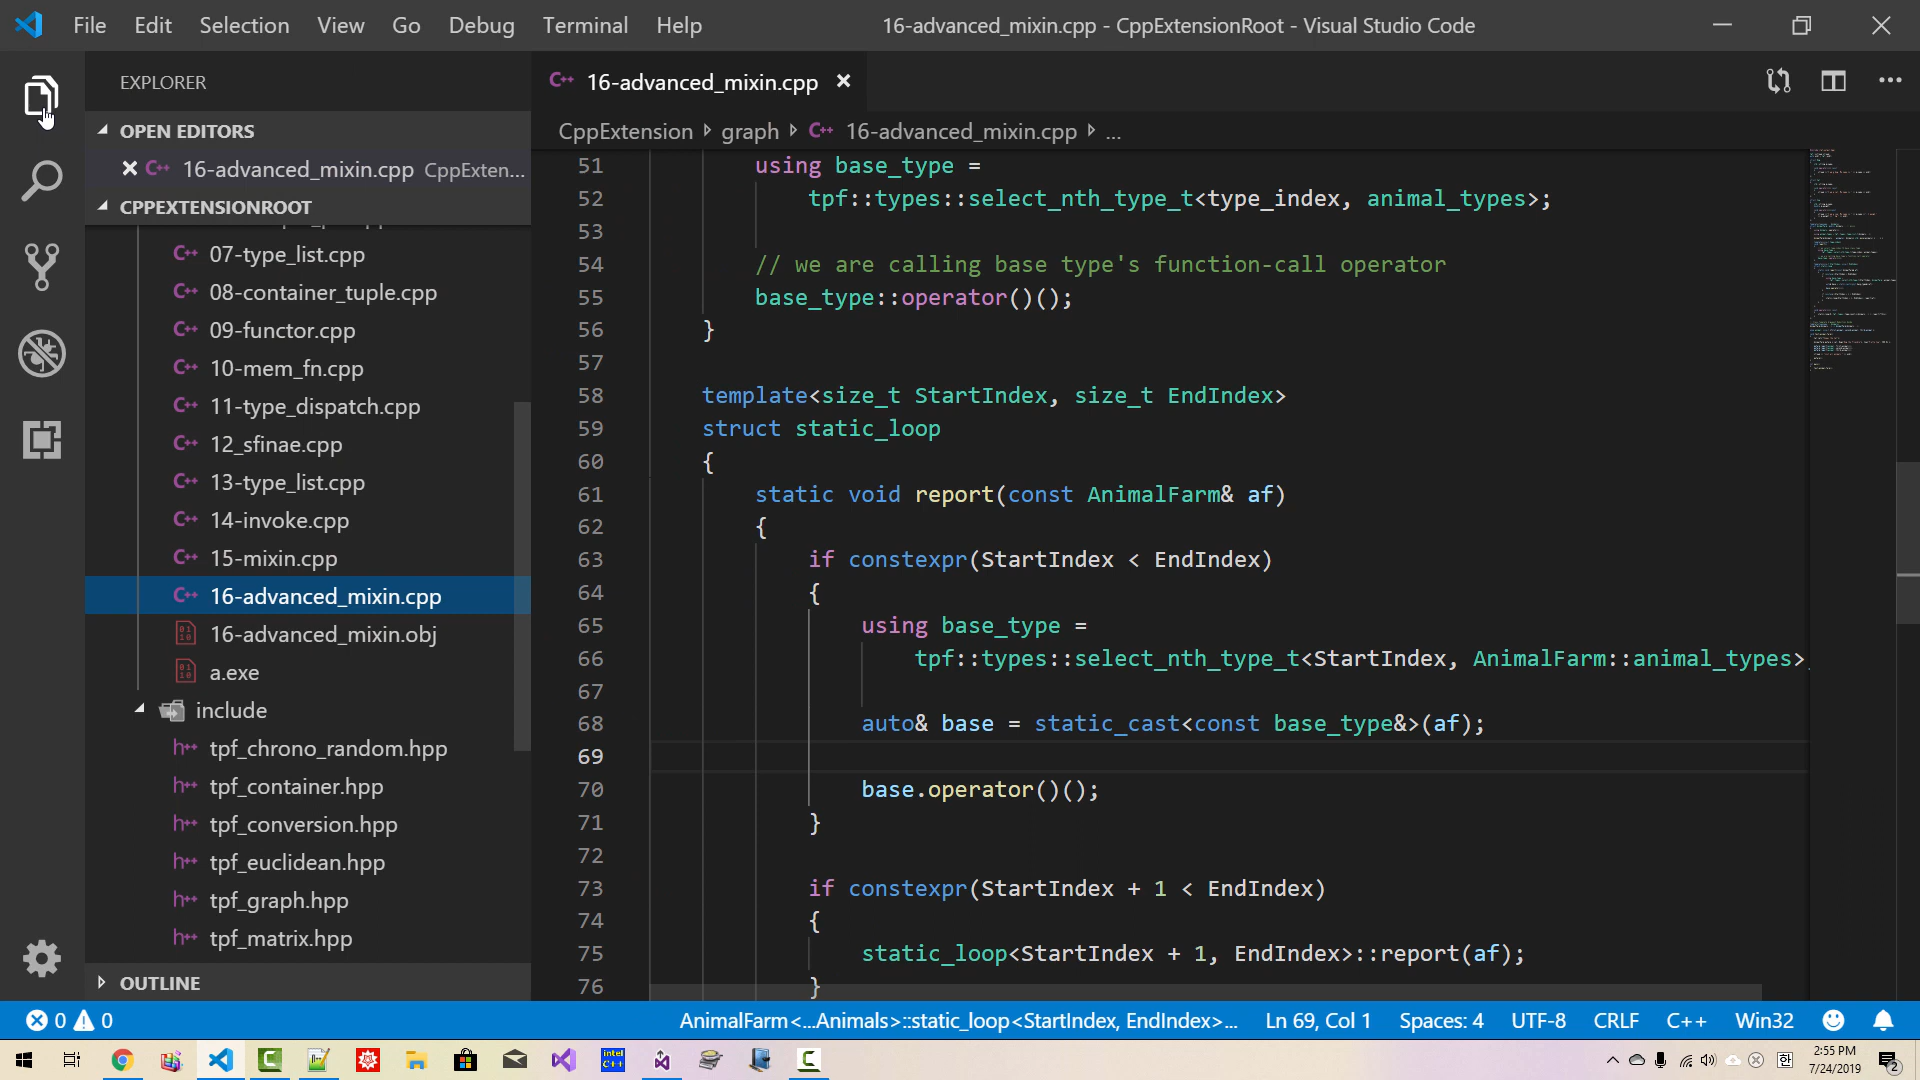 File Edit Selection View Go Debug Terminal Help 16-advanced_mixin.cpp - CppExtensionRoot - Visual Studio Code
EXPLORER
OPEN EDITORS
16-advanced_mixin.cpp CppExten...
CPPEXTENSIONROOT
07-type_list.cpp
08-container_tuple.cpp
09-functor.cpp
10-mem_fn.cpp
11-type_dispatch.cpp
12_sfinae.cpp
13-type_list.cpp
14-invoke.cpp
15-mixin.cpp
16-advanced_mixin.cpp
16-advanced_mixin.obj
a.exe
include
tpf_chrono_random.hpp
tpf_container.hpp
tpf_conversion.hpp
tpf_euclidean.hpp
tpf_graph.hpp
tpf_matrix.hpp
OUTLINE
16-advanced_mixin.cpp
CppExtension graph 16-advanced_mixin.cpp ...
51 using base_type =
52 tpf::types::select_nth_type_t<type_index, animal_types>;
53
54 // we are calling base type's function-call operator
55 base_type::operator()();
56 }
57
58 template<size_t StartIndex, size_t EndIndex>
59 struct static_loop
60 {
61 static void report(const AnimalFarm& af)
62 {
63 if constexpr(StartIndex < EndIndex)
64 {
65 using base_type =
66 tpf::types::select_nth_type_t<StartIndex, AnimalFarm::animal_types>
67
68 auto& base = static_cast<const base_type&>(af);
69
70 base.operator()();
71 }
72
73 if constexpr(StartIndex + 1 < EndIndex)
74 {
75 static_loop<StartIndex + 1, EndIndex>::report(af);
76 }
0 0 AnimalFarm<...Animals>::static_loop<StartIndex, EndIndex>... Ln 69, Col 1 Spaces: 4 UTF-8 CRLF C++ Win32
intel C++
2:55 PM
7/24/2019
2